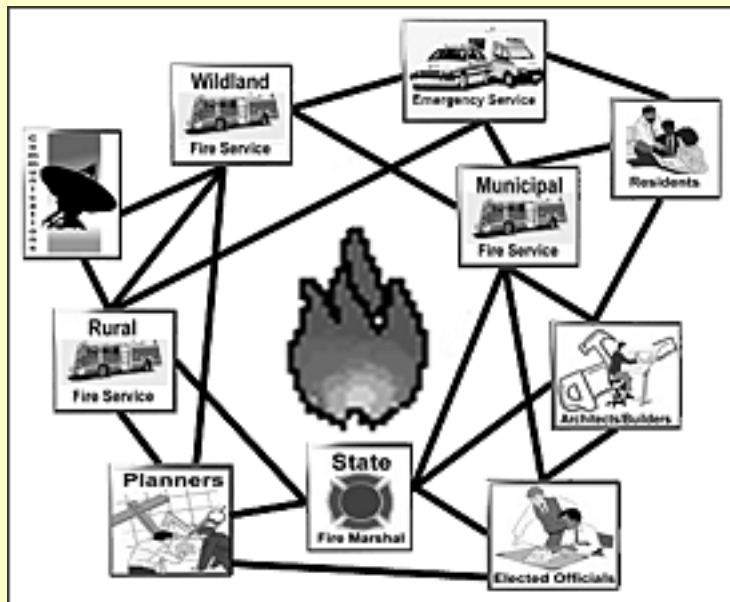 Wildland
Fire Service
Emergency Service
Residents
Communications
Municipal
Fire Service
Rural
Fire Service
Architects/Builders
Planners
State
Fire Marshal
Elected Officials